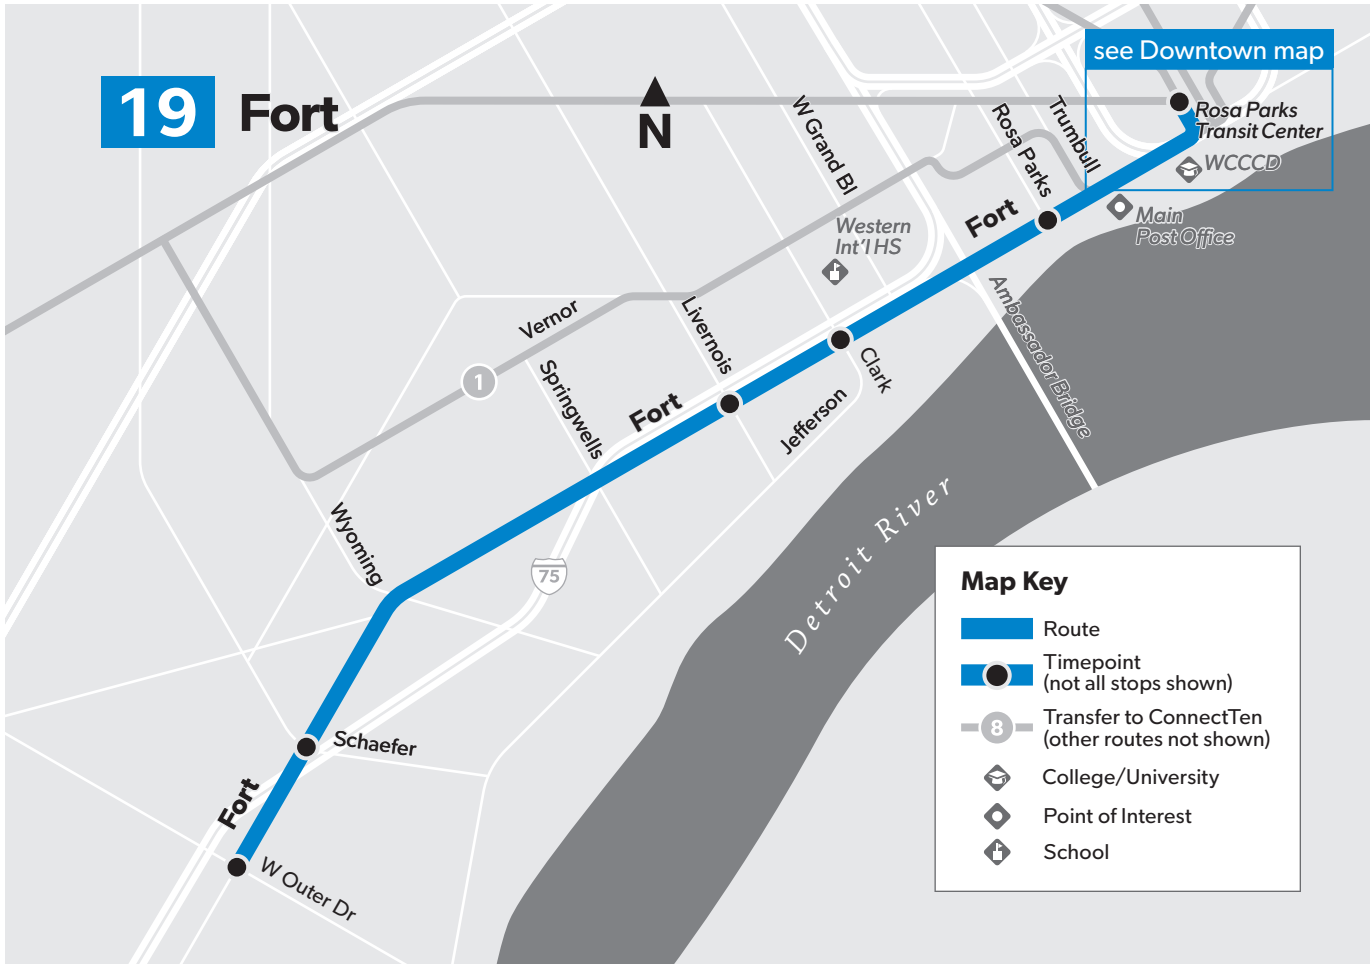 see Downtown map
19 Fort
N
W Grand Bl
Rosa Parks
Trumbull
Rosa Parks
Transit Center
WCCCD
Main
Post Office
Fort
Western
Int'l HS
Ambassador Bridge
Vernor
Livernois
1
Springwells
Fort
Clark
Jefferson
Wyoming
75
Detroit River
Schaefer
Fort
W Outer Dr
Map Key
Route
Timepoint
(not all stops shown)
8
Transfer to ConnectTen
(other routes not shown)
College/University
Point of Interest
School